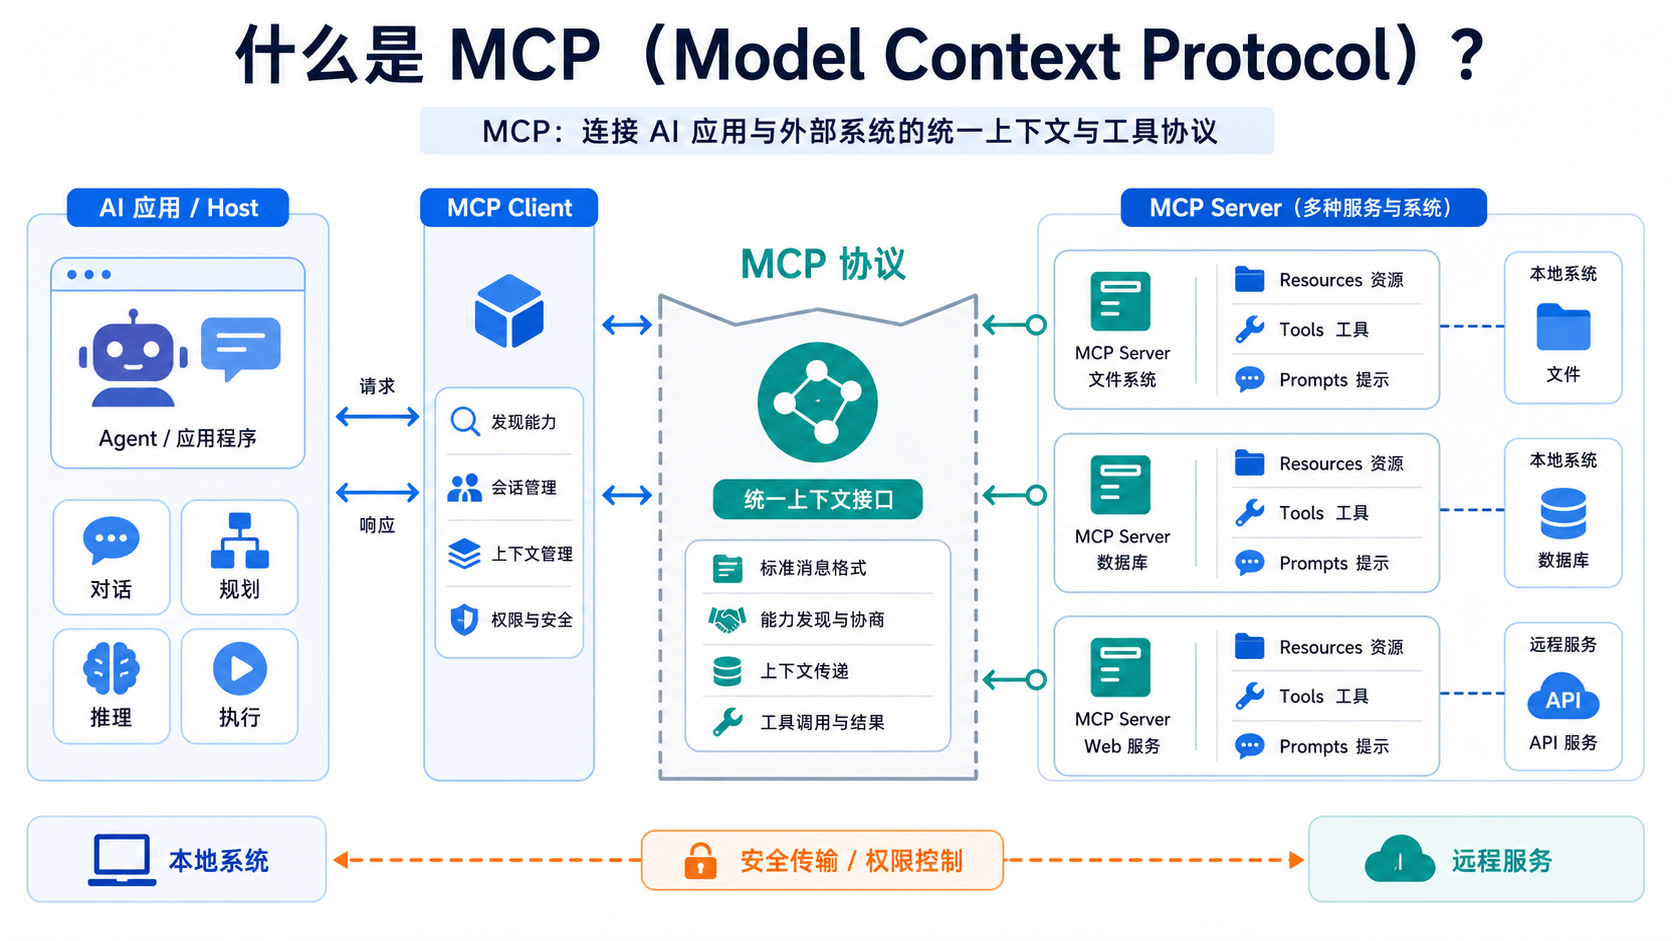 什么是 MCP（Model Context Protocol）？
MCP：连接 AI 应用与外部系统的统一上下文与工具协议
AI 应用 / Host
Agent / 应用程序
对话
规划
推理
执行
请求
响应
MCP Client
发现能力
会话管理
上下文管理
权限与安全
MCP 协议
统一上下文接口
标准消息格式
能力发现与协商
上下文传递
工具调用与结果
MCP Server（多种服务与系统）
MCP Server
文件系统
Resources 资源
Tools 工具
Prompts 提示
本地系统
文件
MCP Server
数据库
Resources 资源
Tools 工具
Prompts 提示
本地系统
数据库
MCP Server
Web 服务
Resources 资源
Tools 工具
Prompts 提示
远程服务
API
API 服务
本地系统
安全传输 / 权限控制
远程服务